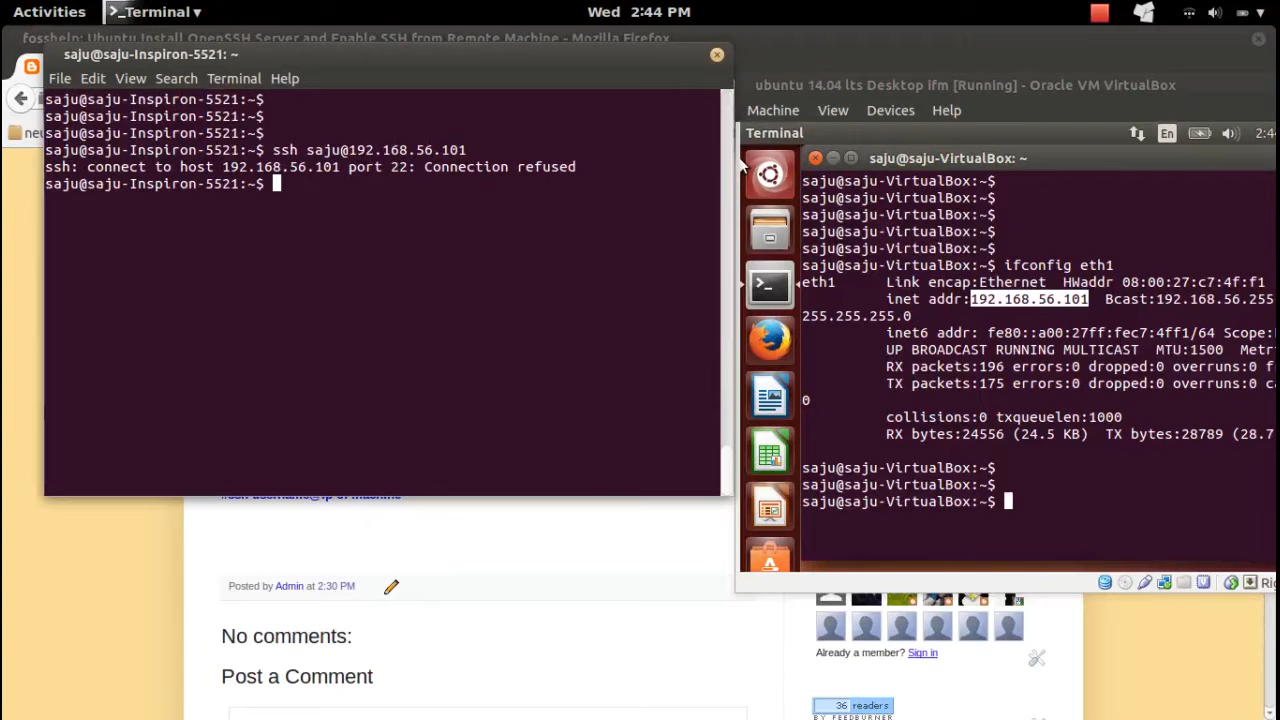 Activities
>_Terminal ▾
Wed 2:44 PM
fosshelp: Ubuntu Install OpenSSH Server and Enable SSH from Remote Machine - Mozilla Firefox
saju@saju-Inspiron-5521: ~
File Edit View Search Terminal Help
saju@saju-Inspiron-5521:~$
saju@saju-Inspiron-5521:~$
saju@saju-Inspiron-5521:~$
saju@saju-Inspiron-5521:~$ ssh saju@192.168.56.101
ssh: connect to host 192.168.56.101 port 22: Connection refused
saju@saju-Inspiron-5521:~$
ubuntu 14.04 lts Desktop ifm [Running] - Oracle VM VirtualBox
Machine View Devices Help
Terminal
En
2:4
saju@saju-VirtualBox: ~
saju@saju-VirtualBox:~$
saju@saju-VirtualBox:~$
saju@saju-VirtualBox:~$
saju@saju-VirtualBox:~$
saju@saju-VirtualBox:~$
saju@saju-VirtualBox:~$ ifconfig eth1
eth1 Link encap:Ethernet HWaddr 08:00:27:c7:4f:f1
inet addr:192.168.56.101 Bcast:192.168.56.255
255.255.255.0
inet6 addr: fe80::a00:27ff:fec7:4ff1/64 Scope:
UP BROADCAST RUNNING MULTICAST MTU:1500 Metr
RX packets:196 errors:0 dropped:0 overruns:0 f
TX packets:175 errors:0 dropped:0 overruns:0 c
0
collisions:0 txqueuelen:1000
RX bytes:24556 (24.5 KB) TX bytes:28789 (28.7
saju@saju-VirtualBox:~$
saju@saju-VirtualBox:~$
saju@saju-VirtualBox:~$
Posted by Admin at 2:30 PM
No comments:
Post a Comment
Already a member? Sign in
36 readers
BY FEEDBURNER